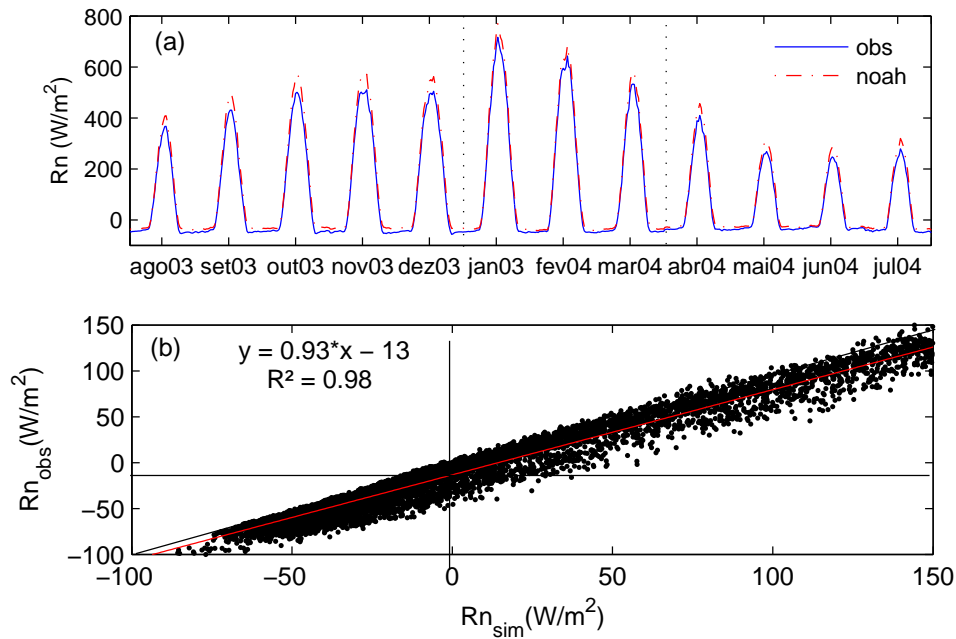 (a)
obs
noah
Rn (W/m²)
800
600
400
200
0
ago03 set03 out03 nov03 dez03 jan03 fev04 mar04 abr04 mai04 jun04 jul04
(b)
y = 0.93*x − 13
R² = 0.98
Rn_obs(W/m²)
150
100
50
0
−50
−100
−100 −50 0 50 100 150
Rn_sim(W/m²)